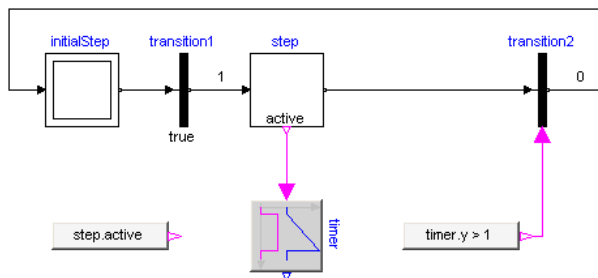 initialStep
transition1
step
transition2
1
0
active
true
timer
step.active
timer.y > 1